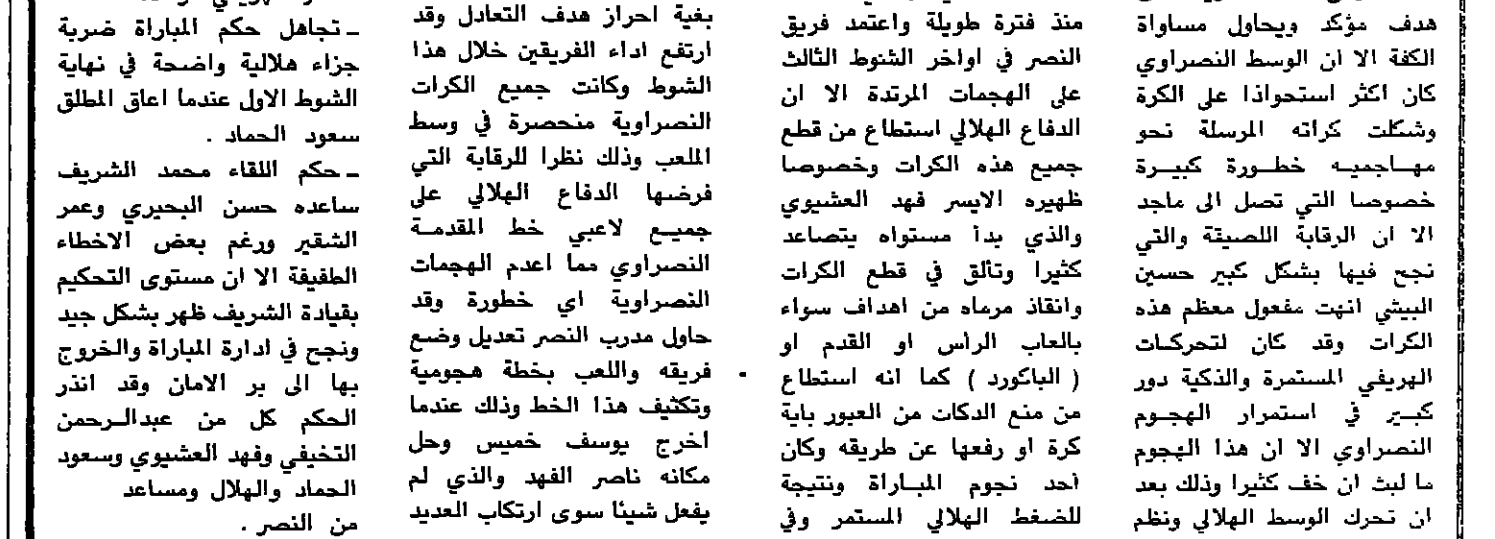 هدف مؤكد ويحاول مساواة
الكفة الا ان الوسط النصراوي
كان اكثر استحواذا على الكرة
وشكلت كراته المرسلة نحو
مهــاجميــه خطــورة كبيــرة
خصوصا التي تصل الى ماجد
الا ان الرقابة اللصيقة والتي
نجح فيها بشكل كبير حسين
البيشي انهت مفعول معظم هذه
الكرات وقد كان لتحركـات
الهريفي المستمرة والذكية دور
كبــير في استمرار الهجـوم
النصراوي الا ان هذا الهجوم
ما لبث ان خف كثيرا وذلك بعد
ان تحرك الوسط الهلالي ونظم
منذ فترة طويلة واعتمد فريق
النصر في اواخر الشوط الثالث
على الهجمات المرتدة الا ان
الدفاع الهلالي استطاع من قطع
جميع هذه الكرات وخصوصا
ظهيره الايسر فهد العشيوي
والذي بدأ مستواه يتصاعد
كثيرا وتألق في قطع الكرات
وانقاذ مرماه من اهداف سواء
بالعاب الرأس او القدم او
( الباكورد ) كما انه استطاع
من منع الدكات من العبور باية
كرة او رفعها عن طريقه وكان
أحد نجوم المبــاراة ونتيجة
للضغط الهلالي المستمر وفي
بغية احراز هدف التعادل وقد
ارتفع اداء الفريقين خلال هذا
الشوط وكانت جميع الكرات
النصراوية منحصرة في وسط
الملعب وذلك نظرا للرقابة التي
فرضها الدفاع الهلالي على
جميــع لاعبي خط المقدمــة
النصراوي مما اعدم الهجمات
النصراوية اي خطورة وقد
حاول مدرب النصر تعديل وضع
فريقه واللعب بخطة هجومية
وتكثيف هذا الخط وذلك عندما
اخرج يوسف خميس وحل
مكانه ناصر الفهد والذي لم
يفعل شيئا سوى ارتكاب العديد
ـ تجاهل حكم المباراة ضربة
جزاء هلالية واضحة في نهاية
الشوط الاول عندما اعاق المطلق
سعود الحماد .
ـ حكم اللقاء محمد الشريف
ساعده حسن البحيري وعمر
الشقير ورغم بعض الاخطاء
الطفيفة الا ان مستوى التحكيم
بقيادة الشريف ظهر بشكل جيد
ونجح في ادارة المباراة والخروج
بها الى بر الامان وقد انذر
الحكم كل من عبدالـرحمن
التخيفي وفهد العشيوي وسعود
الحماد والهلال ومساعد
من النصر .